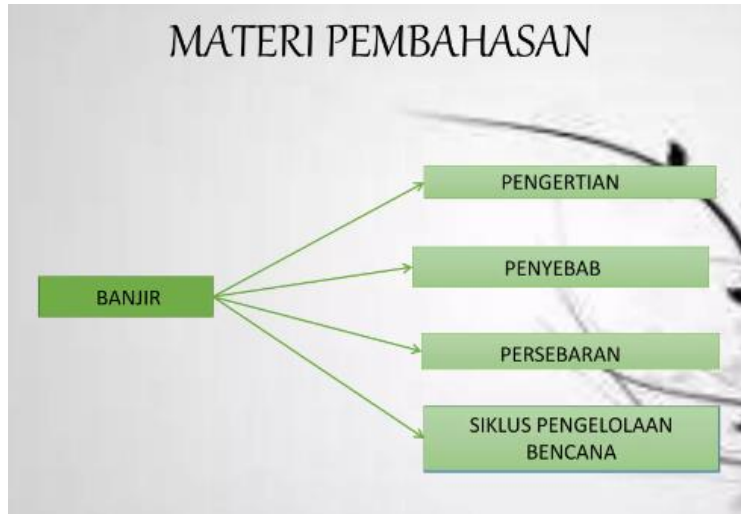 MATERI PEMBAHASAN
BANJIR
PENGERTIAN
PENYEBAB
PERSEBARAN
SIKLUS PENGELOLAAN
BENCANA